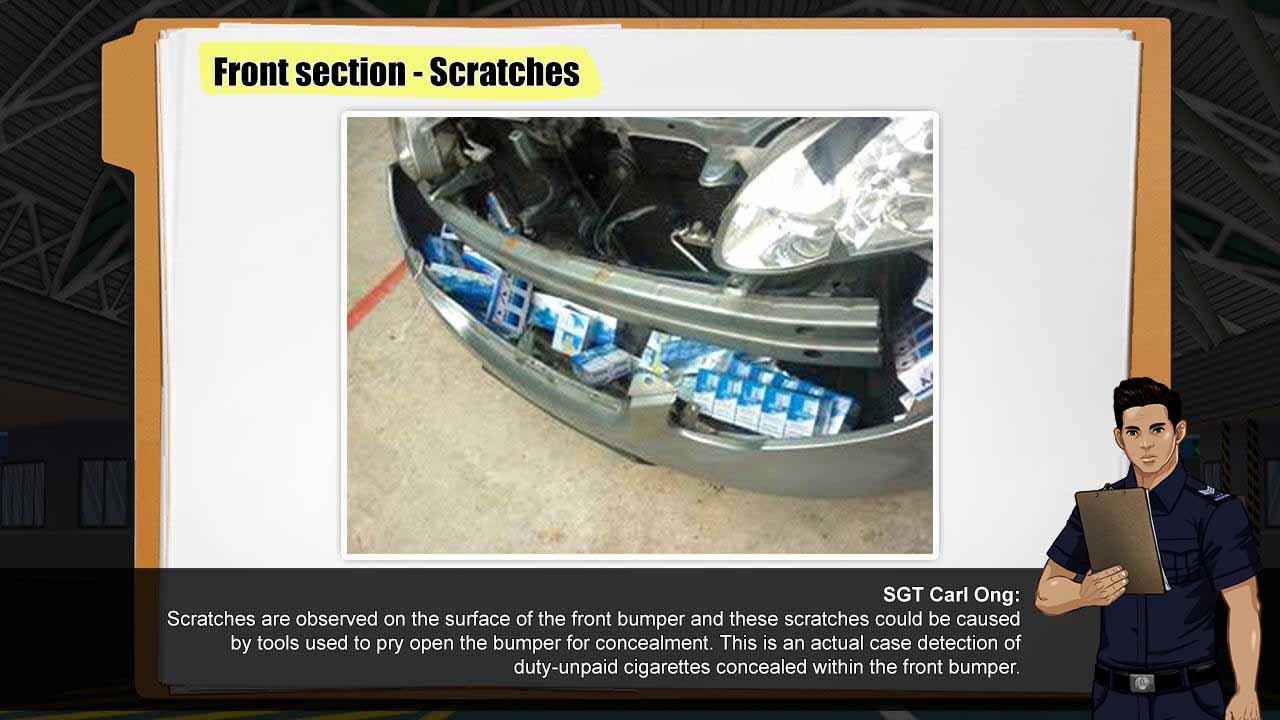 Front section - Scratches
SGT Carl Ong:
Scratches are observed on the surface of the front bumper and these scratches could be caused
by tools used to pry open the bumper for concealment. This is an actual case detection of
duty-unpaid cigarettes concealed within the front bumper.